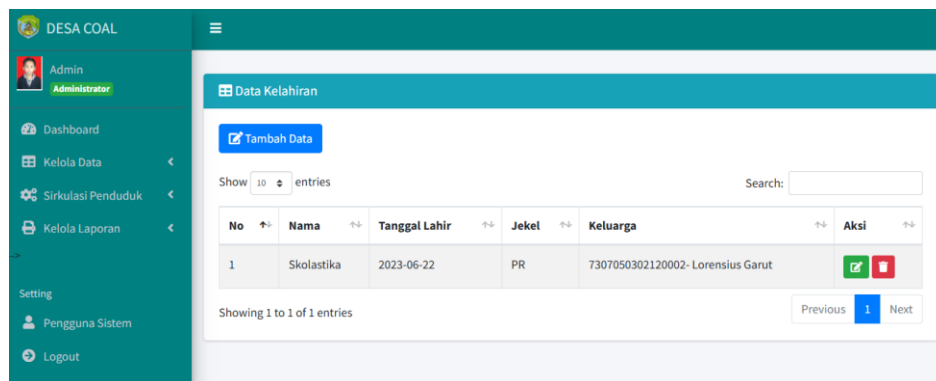 DESA COAL
Admin
Administrator
Dashboard
Kelola Data
Sirkulasi Penduduk
Kelola Laporan
-->
Setting
Pengguna Sistem
Logout
Data Kelahiran
Tambah Data
Show 10 entries
Search:
No Nama Tanggal Lahir Jekel Keluarga Aksi
1 Skolastika 2023-06-22 PR 7307050302120002- Lorensius Garut
Showing 1 to 1 of 1 entries
Previous 1 Next